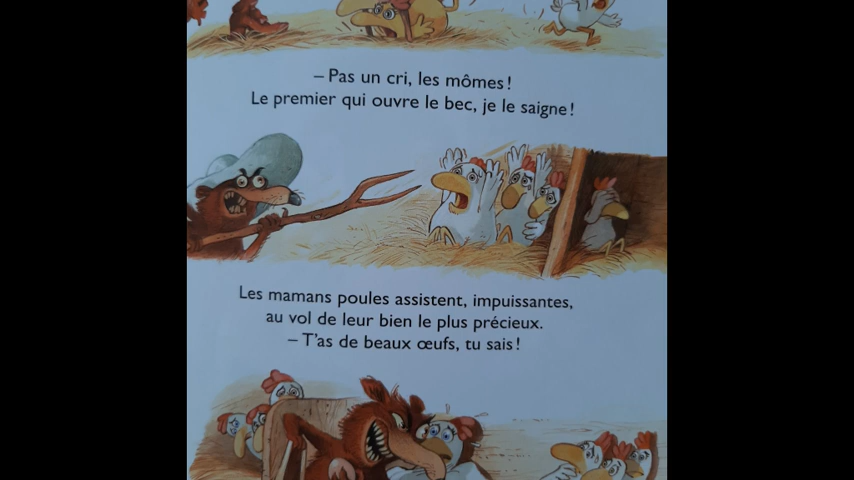 – Pas un cri, les mômes !
Le premier qui ouvre le bec, je le saigne !
Les mamans poules assistent, impuissantes,
au vol de leur bien le plus précieux.
– T'as de beaux œufs, tu sais !